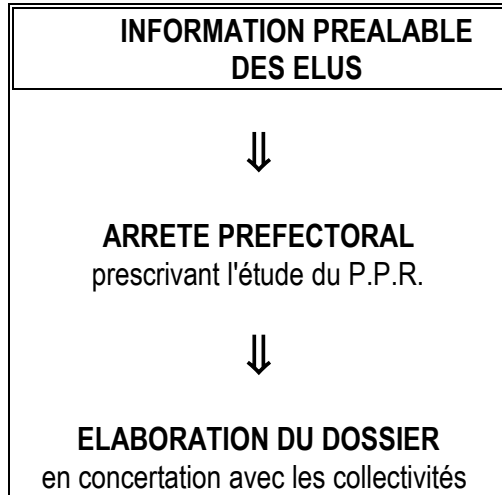 INFORMATION PREALABLE
DES ELUS
⇓
ARRETE PREFECTORAL
prescrivant l'étude du P.P.R.
⇓
ELABORATION DU DOSSIER
en concertation avec les collectivités